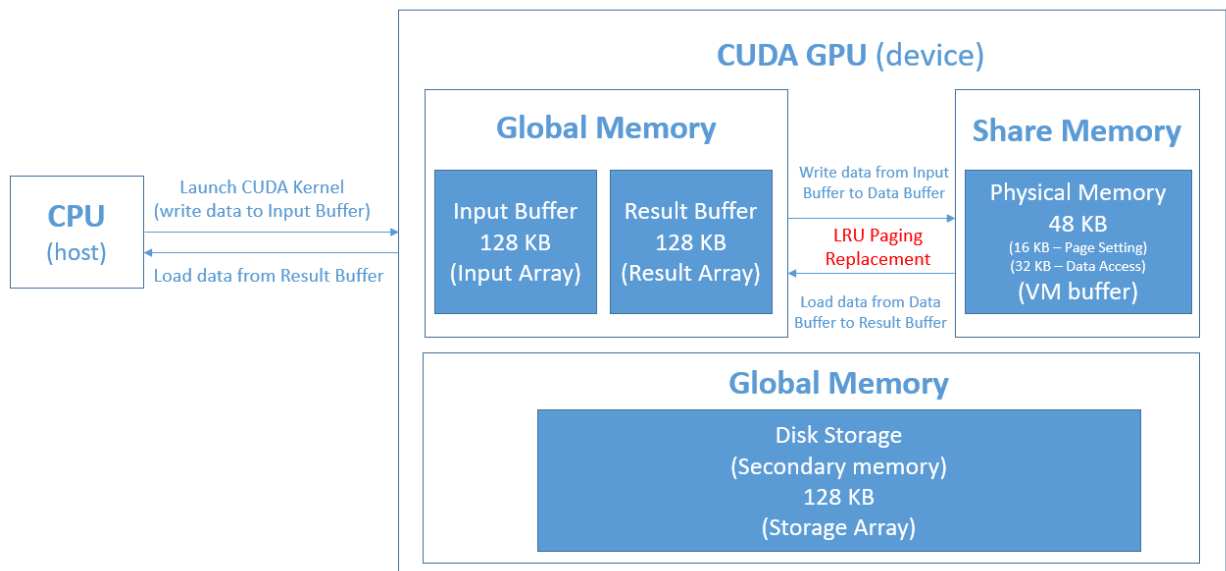 CUDA GPU (device)
CPU
(host)
Launch CUDA Kernel
(write data to Input Buffer)
Load data from Result Buffer
Global Memory
Input Buffer
128 KB
(Input Array)
Result Buffer
128 KB
(Result Array)
Write data from Input
Buffer to Data Buffer
LRU Paging
Replacement
Load data from Data
Buffer to Result Buffer
Share Memory
Physical Memory
48 KB
(16 KB – Page Setting)
(32 KB – Data Access)
(VM buffer)
Global Memory
Disk Storage
(Secondary memory)
128 KB
(Storage Array)